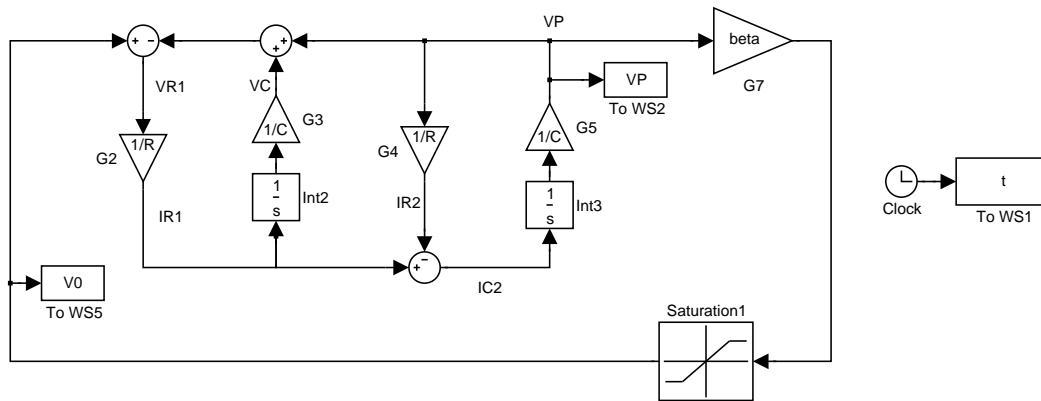 VP
+
−
+
+
beta
VR1
VC
VP
G7
To WS2
G3
1/C
G5
1/C
G2
1/R
G4
1/R
1
s
Int2
IR1
IR2
1
s
Int3
Clock
t
To WS1
+
−
IC2
V0
To WS5
Saturation1